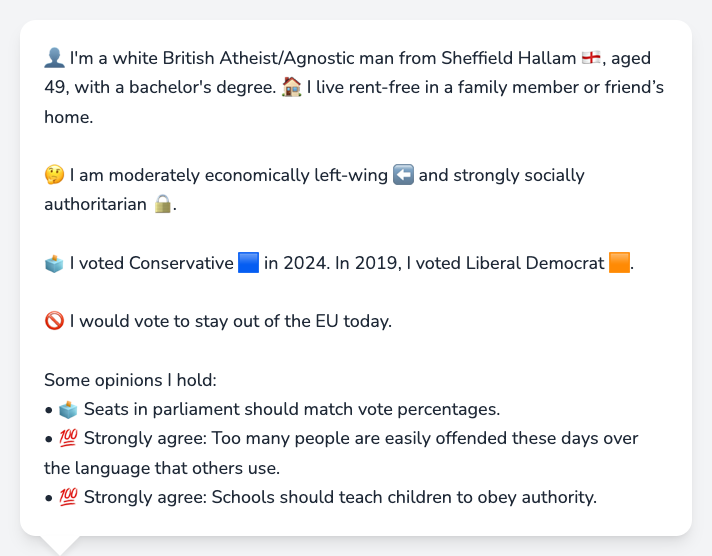 👤 I'm a white British Atheist/Agnostic man from Sheffield Hallam 🏴󠁧󠁢󠁥󠁮󠁧󠁿, aged
49, with a bachelor's degree. 🏠 I live rent-free in a family member or friend’s
home.
🤔 I am moderately economically left-wing ⬅️ and strongly socially
authoritarian 🔒.
🗳️ I voted Conservative 🟦 in 2024. In 2019, I voted Liberal Democrat 🟧.
🚫 I would vote to stay out of the EU today.
Some opinions I hold:
• 🗳️ Seats in parliament should match vote percentages.
• 💯 Strongly agree: Too many people are easily offended these days over
the language that others use.
• 💯 Strongly agree: Schools should teach children to obey authority.